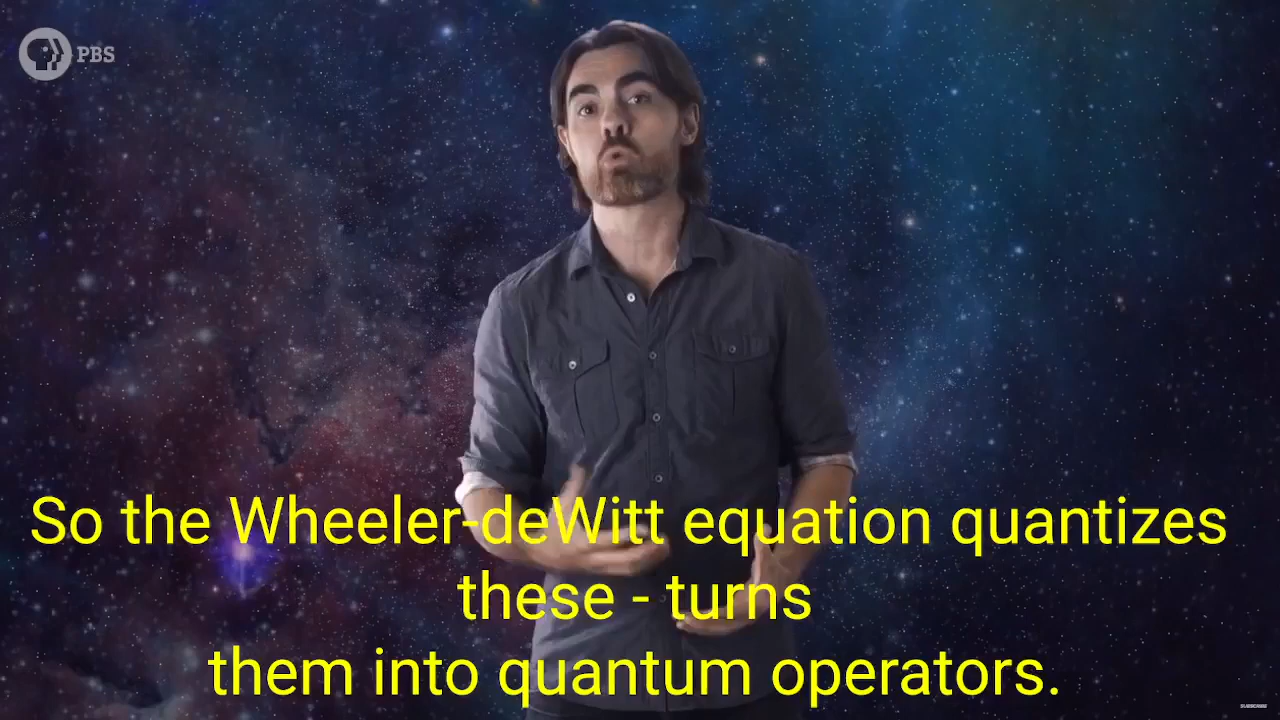 PBS
So the Wheeler-deWitt equation quantizes
these - turns
them into quantum operators.